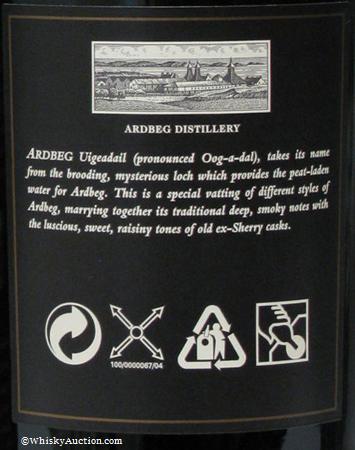 ARDBEG DISTILLERY
ARDBEG Uigeadail (pronounced Oog-a-dal), takes its name
from the brooding, mysterious loch which provides the peat-laden
water for Ardbeg. This is a special vatting of different styles of
Ardbeg, marrying together its traditional deep, smoky notes with
the luscious, sweet, raisiny tones of old ex-Sherry casks.
100/0000067/04
©WhiskyAuction.com